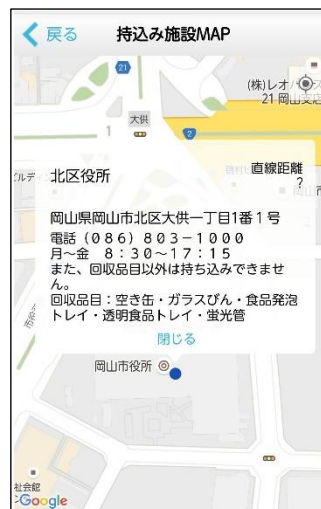 戻る 持込み施設MAP
21
(株)レオパレス
21 岡山支店
大供
1
2
北区役所
直線距離
?
岡山県岡山市北区大供一丁目1番1号
電話(086)803-1000
月~金 8:30~17:15
また、回収品目以外は持ち込みできませ
ん。
回収品目:空き缶・ガラスびん・食品発泡
トレイ・透明食品トレイ・蛍光管
閉じる
岡山市役所
社会館
Google